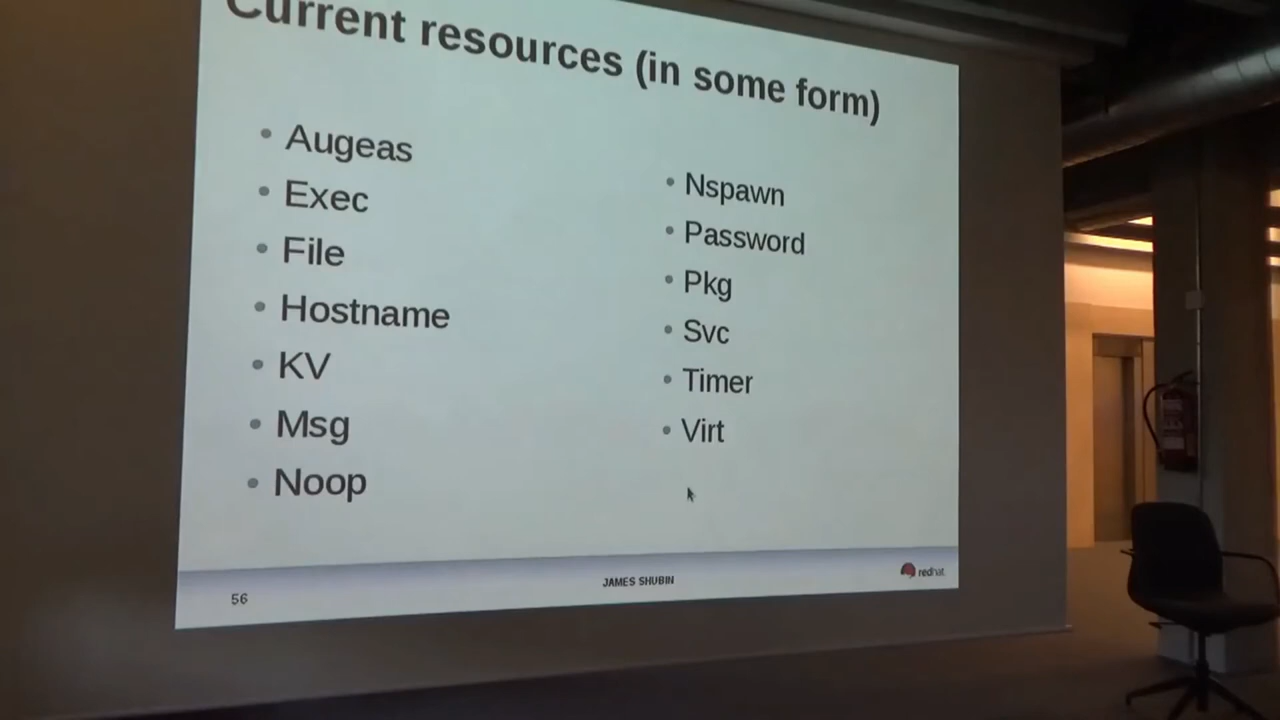 Current resources (in some form)
• Augeas
• Exec
• File
• Hostname
• KV
• Msg
• Noop
• Nspawn
• Password
• Pkg
• Svc
• Timer
• Virt
56
JAMES SHUBIN
redhat.